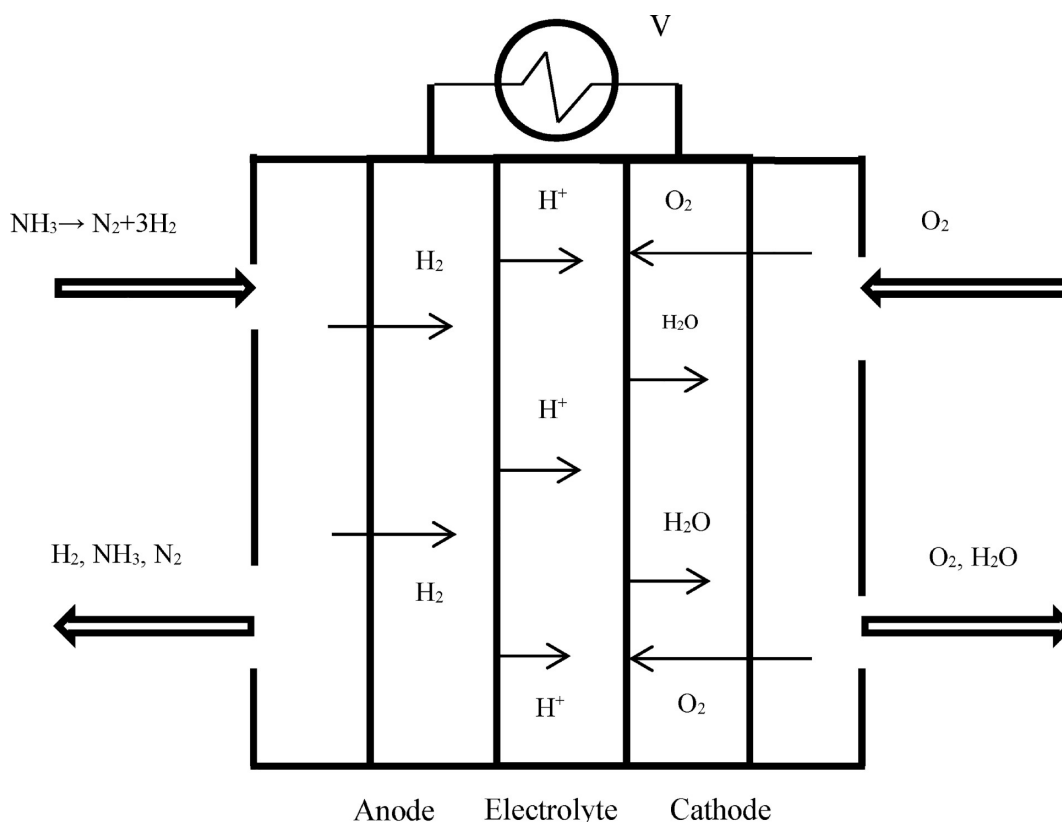 V
H⁺
O₂
NH₃→ N₂+3H₂
O₂
H₂
H₂O
H⁺
H₂O
H₂, NH₃, N₂
O₂, H₂O
H₂
H⁺
O₂
Anode Electrolyte Cathode